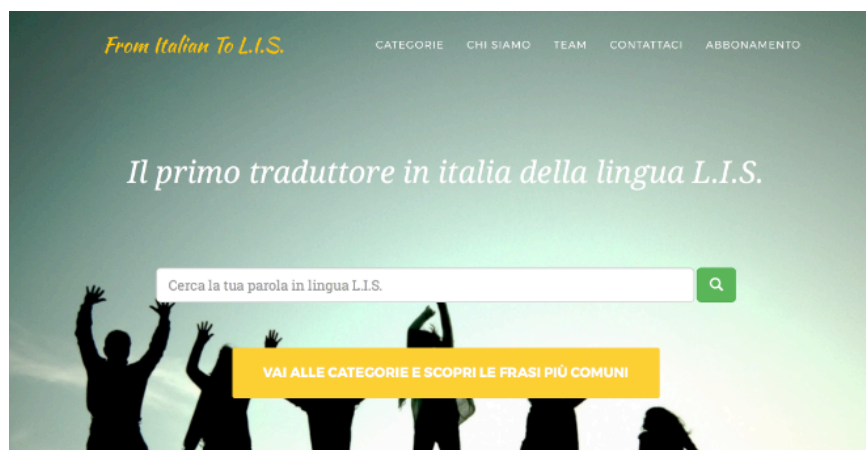 From Italian To L.I.S.
CATEGORIE CHI SIAMO TEAM CONTATTACI ABBONAMENTO
Il primo traduttore in italia della lingua L.I.S.
Cerca la tua parola in lingua L.I.S.
VAI ALLE CATEGORIE E SCOPRI LE FRASI PIÙ COMUNI